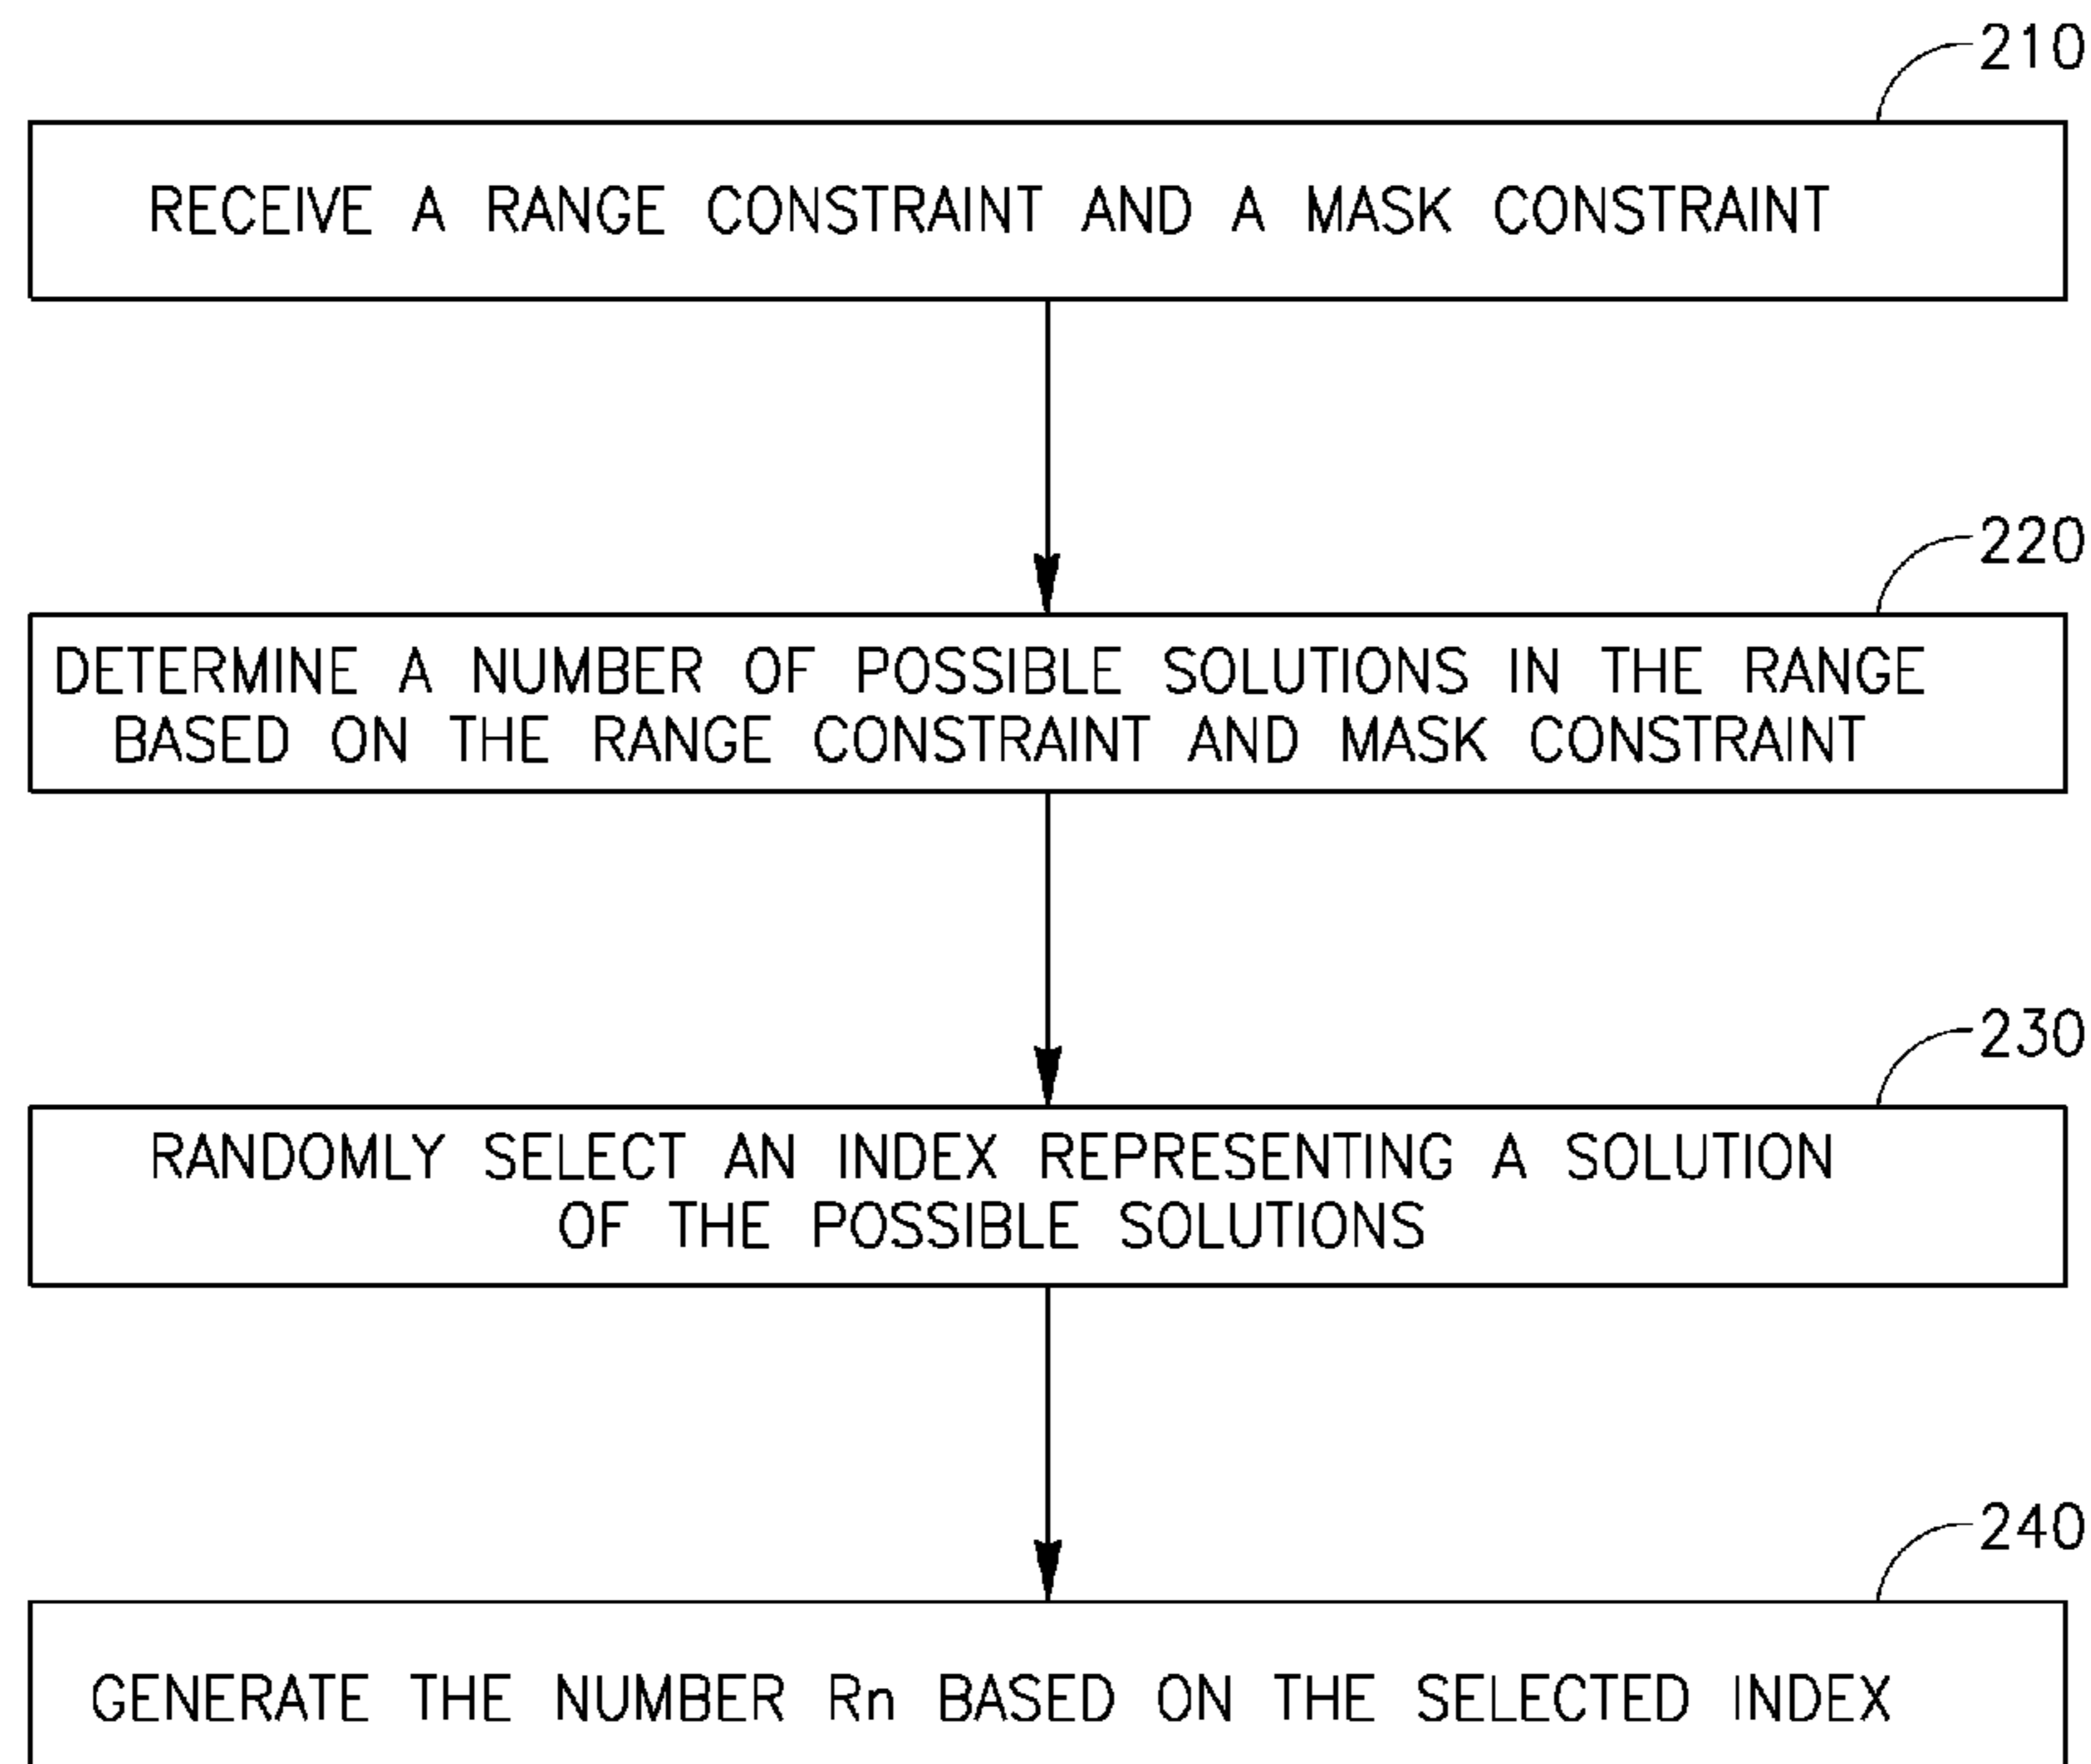 210
RECEIVE A RANGE CONSTRAINT AND A MASK CONSTRAINT
220
DETERMINE A NUMBER OF POSSIBLE SOLUTIONS IN THE RANGE
BASED ON THE RANGE CONSTRAINT AND MASK CONSTRAINT
230
RANDOMLY SELECT AN INDEX REPRESENTING A SOLUTION
OF THE POSSIBLE SOLUTIONS
240
GENERATE THE NUMBER Rn BASED ON THE SELECTED INDEX